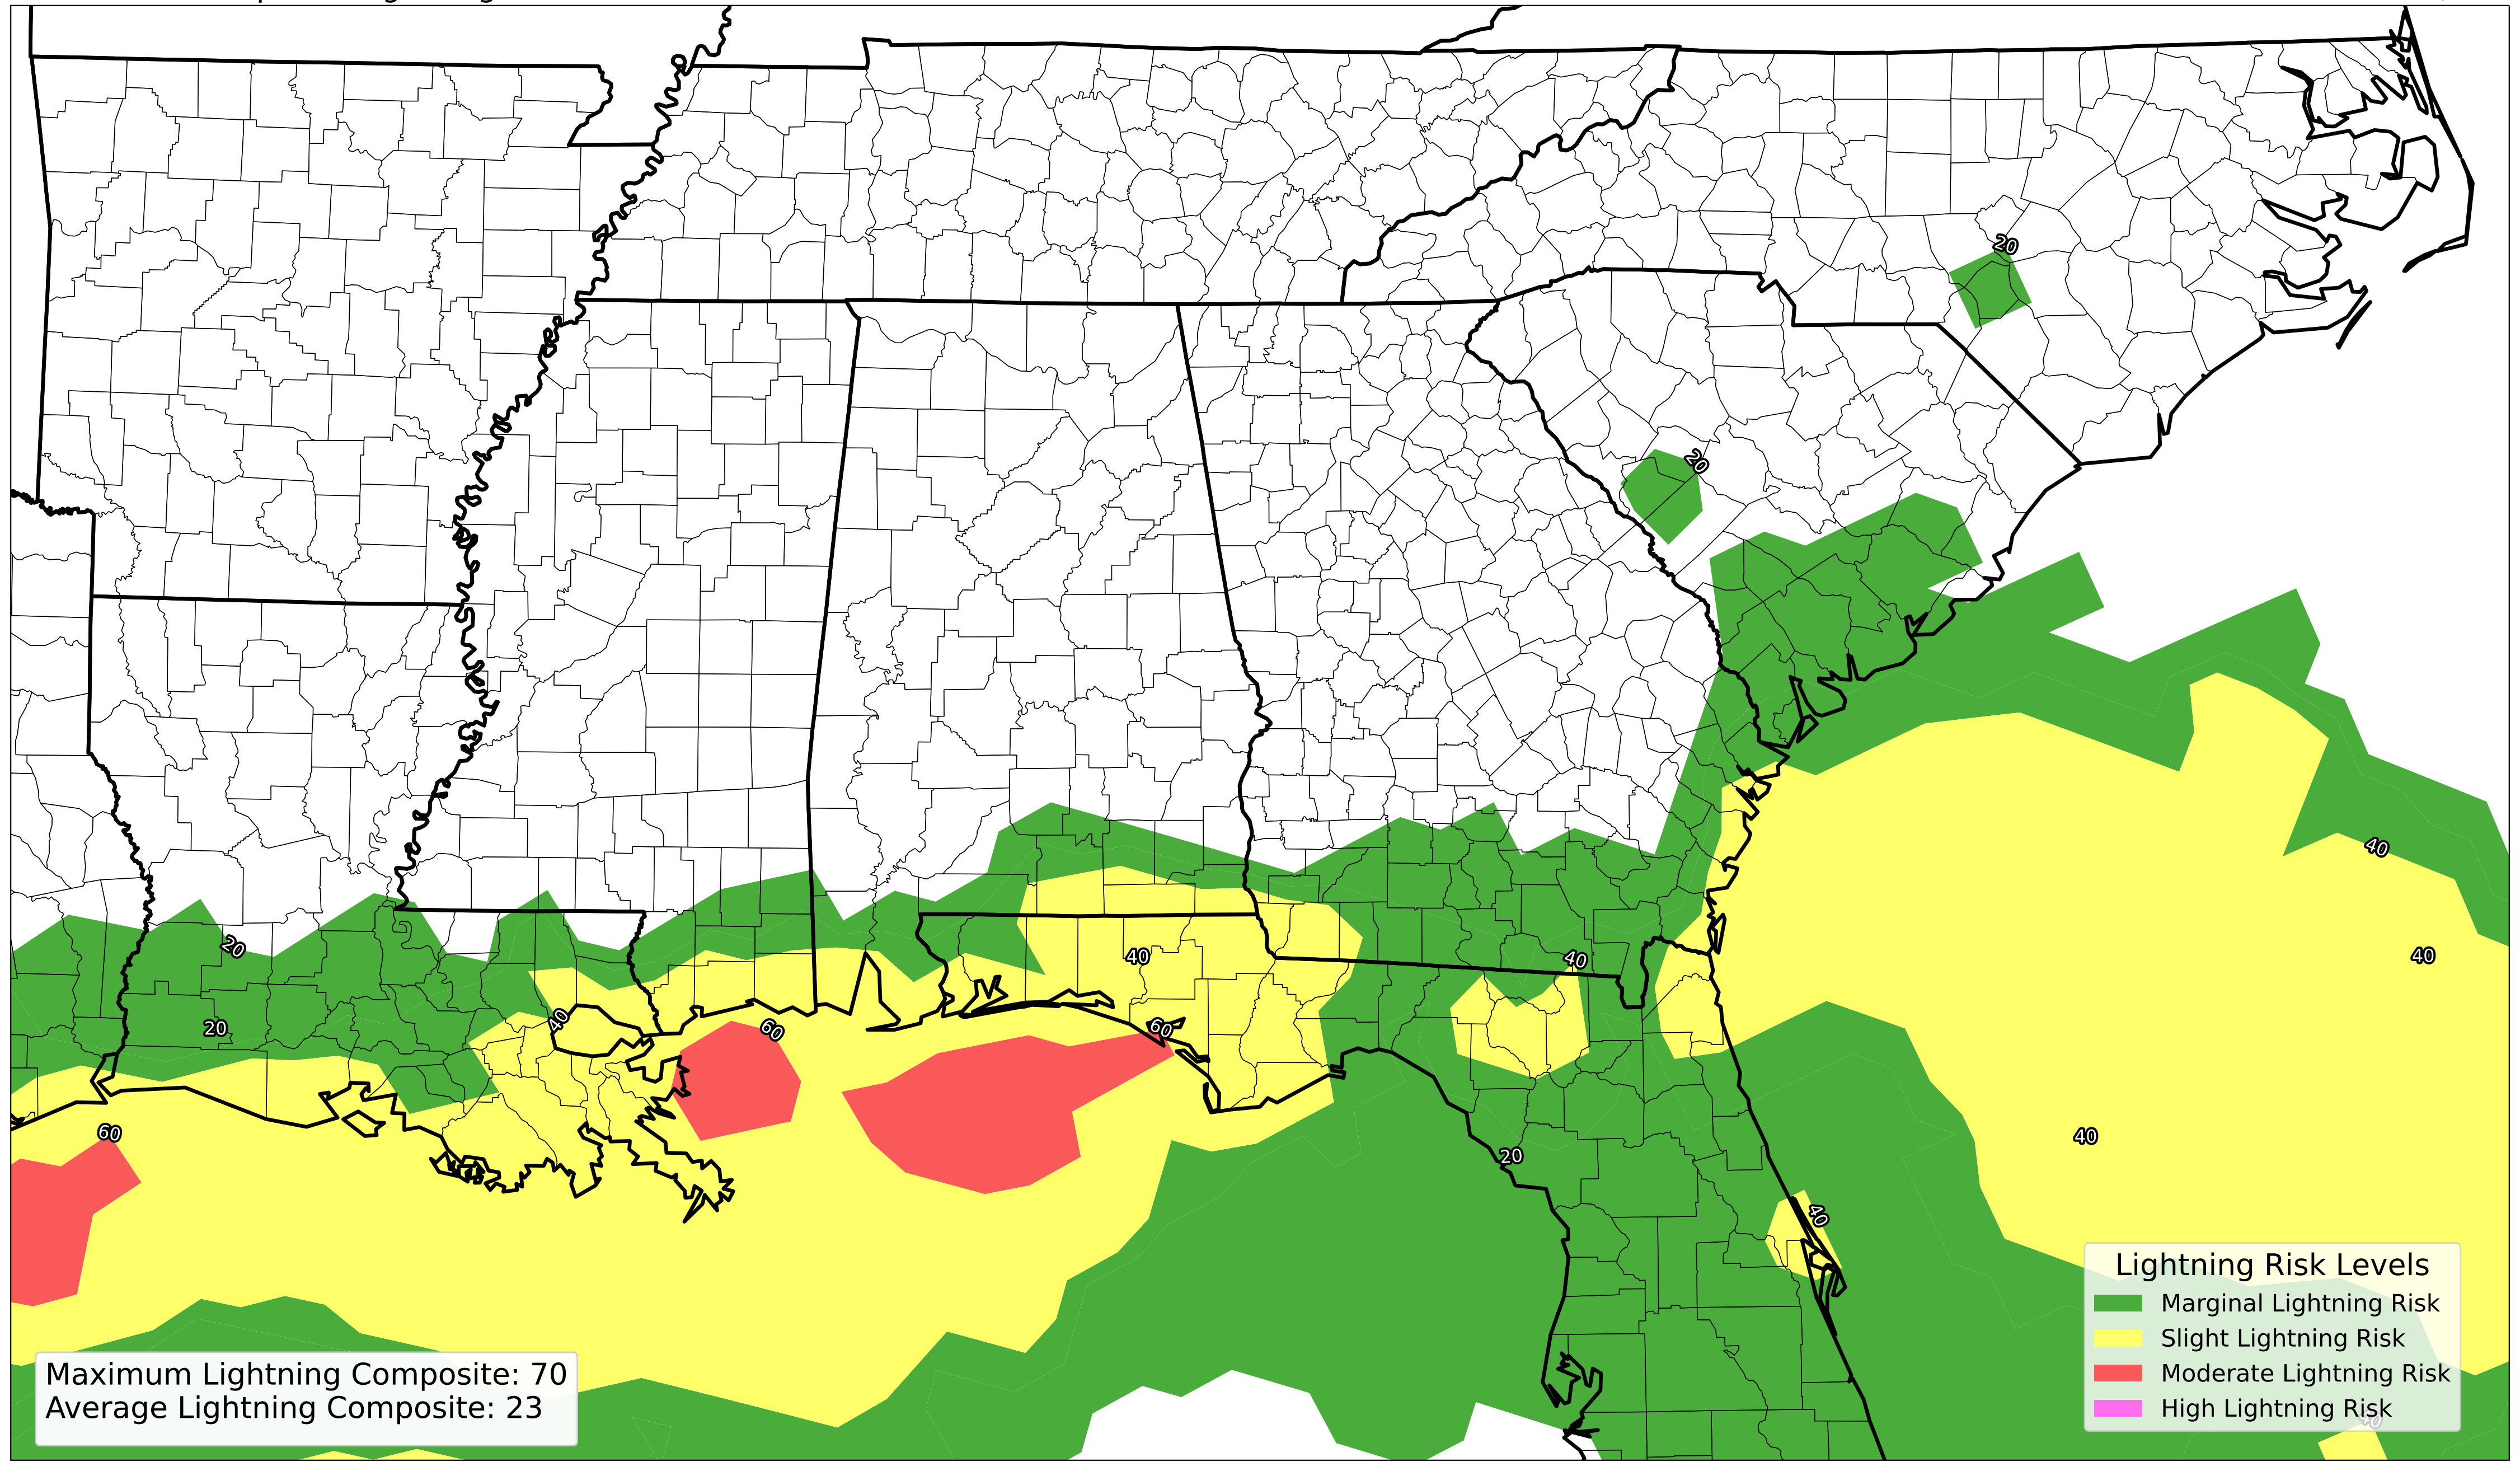 20
20
40
40
40
40
20
40
20
60
60
60
40
20
40
Lightning Risk Levels
Marginal Lightning Risk
Slight Lightning Risk
Moderate Lightning Risk
High Lightning Risk
40
Maximum Lightning Composite: 70
Average Lightning Composite: 23